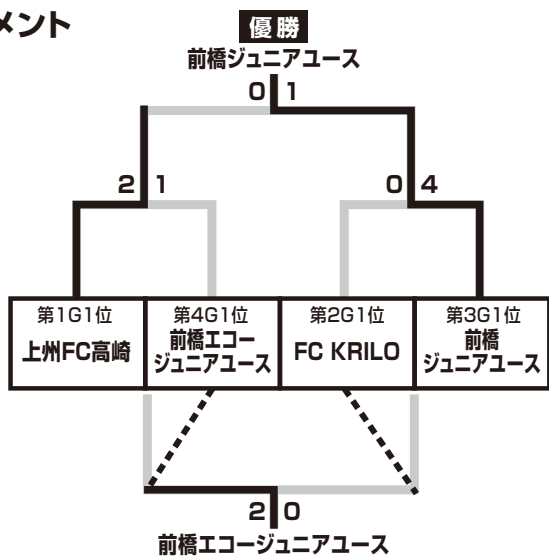 メント
優勝
前橋ジュニアユース
0 1
2 1
0 4
第1G1位
上州FC高崎
第4G1位
前橋エコー
ジュニアユース
第2G1位
FC KRILO
第3G1位
前橋
ジュニアユース
2 0
前橋エコージュニアユース